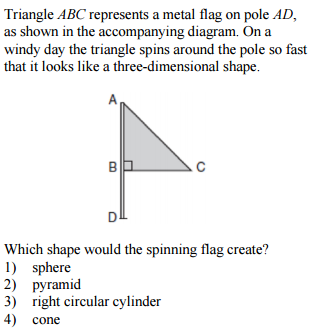 Triangle ABC represents a metal flag on pole AD,
as shown in the accompanying diagram. On a
windy day the triangle spins around the pole so fast
that it looks like a three-dimensional shape.
A
B
C
D
Which shape would the spinning flag create?
1) sphere
2) pyramid
3) right circular cylinder
4) cone